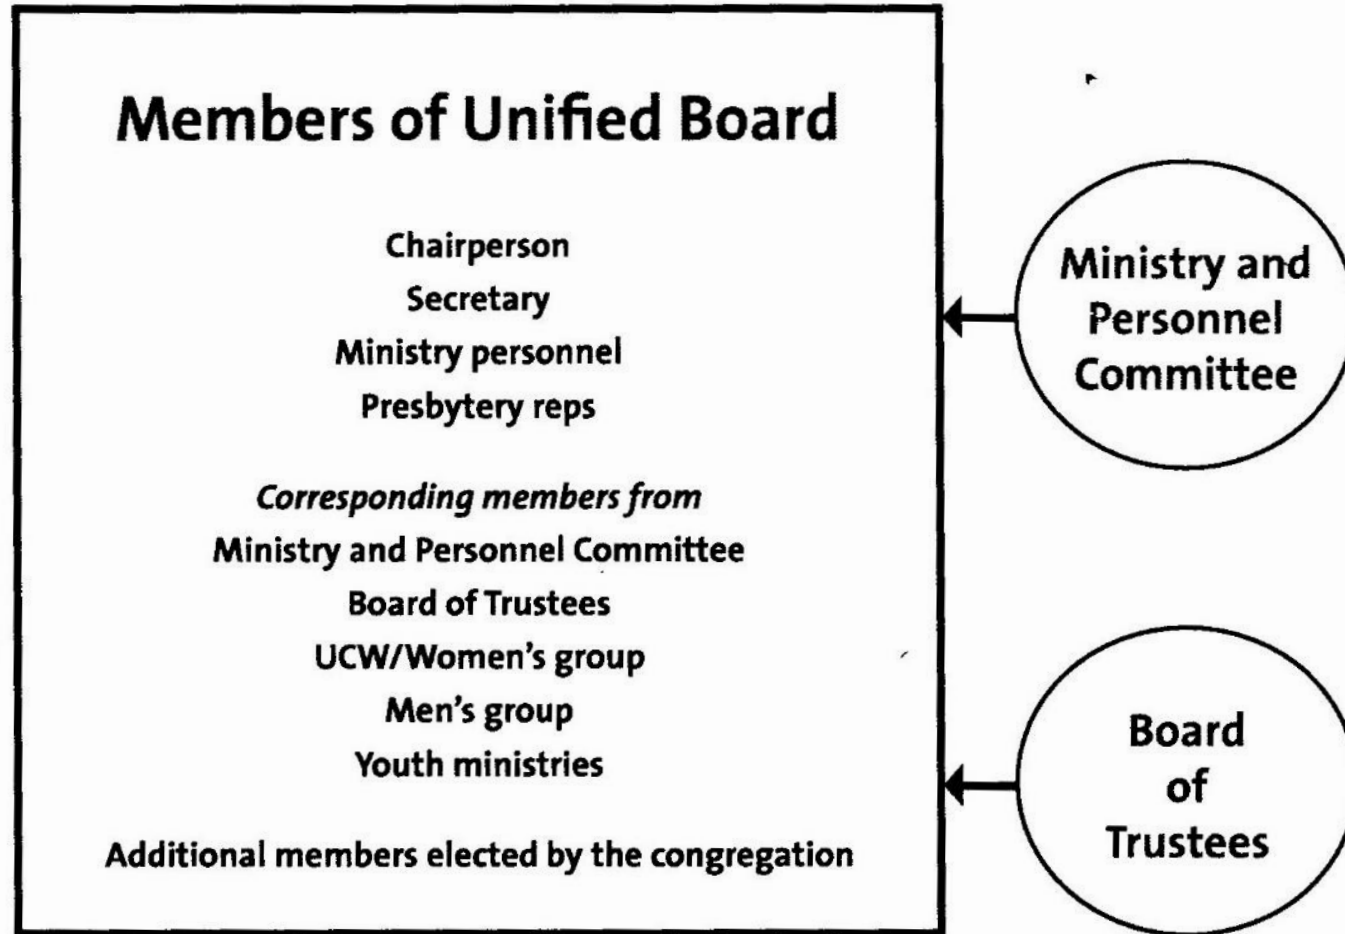 Members of Unified Board
Chairperson
Secretary
Ministry personnel
Presbytery reps
Corresponding members from
Ministry and Personnel Committee
Board of Trustees
UCW/Women's group
Men's group
Youth ministries
Additional members elected by the congregation
Ministry and
Personnel
Committee
Board
of
Trustees